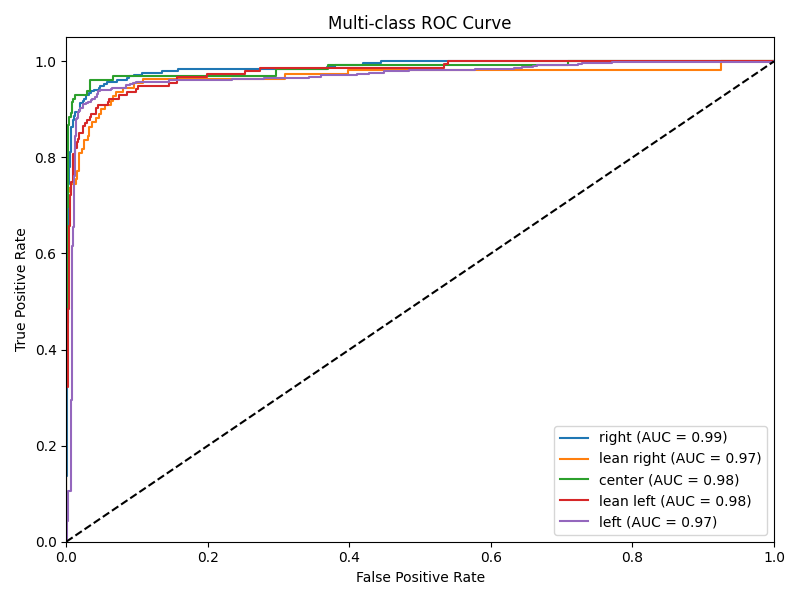 Multi-class ROC Curve
True Positive Rate
1.0
0.8
0.6
0.4
0.2
0.0
right (AUC = 0.99)
lean right (AUC = 0.97)
center (AUC = 0.98)
lean left (AUC = 0.98)
left (AUC = 0.97)
0.0 0.2 0.4 0.6 0.8 1.0
False Positive Rate